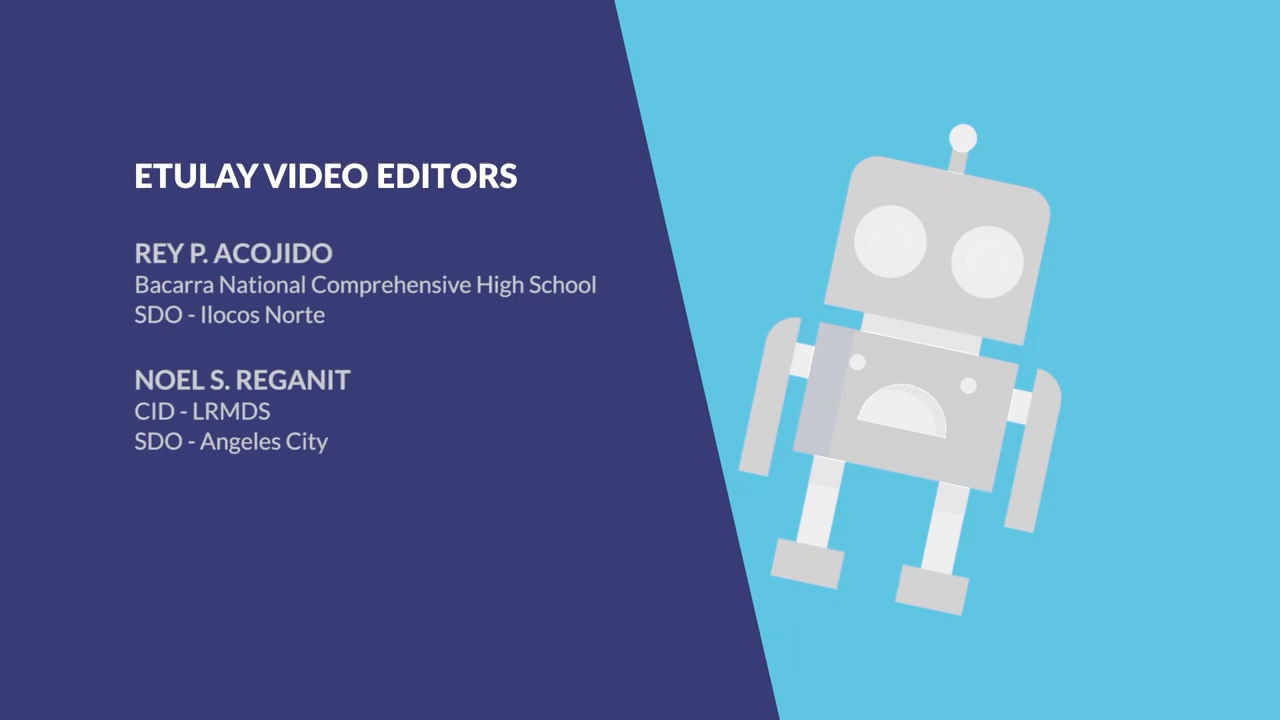 ETULAY VIDEO EDITORS
REY P. ACOJIDO
Bacarra National Comprehensive High School
SDO - Ilocos Norte
NOEL S. REGANIT
CID - LRMDS
SDO - Angeles City